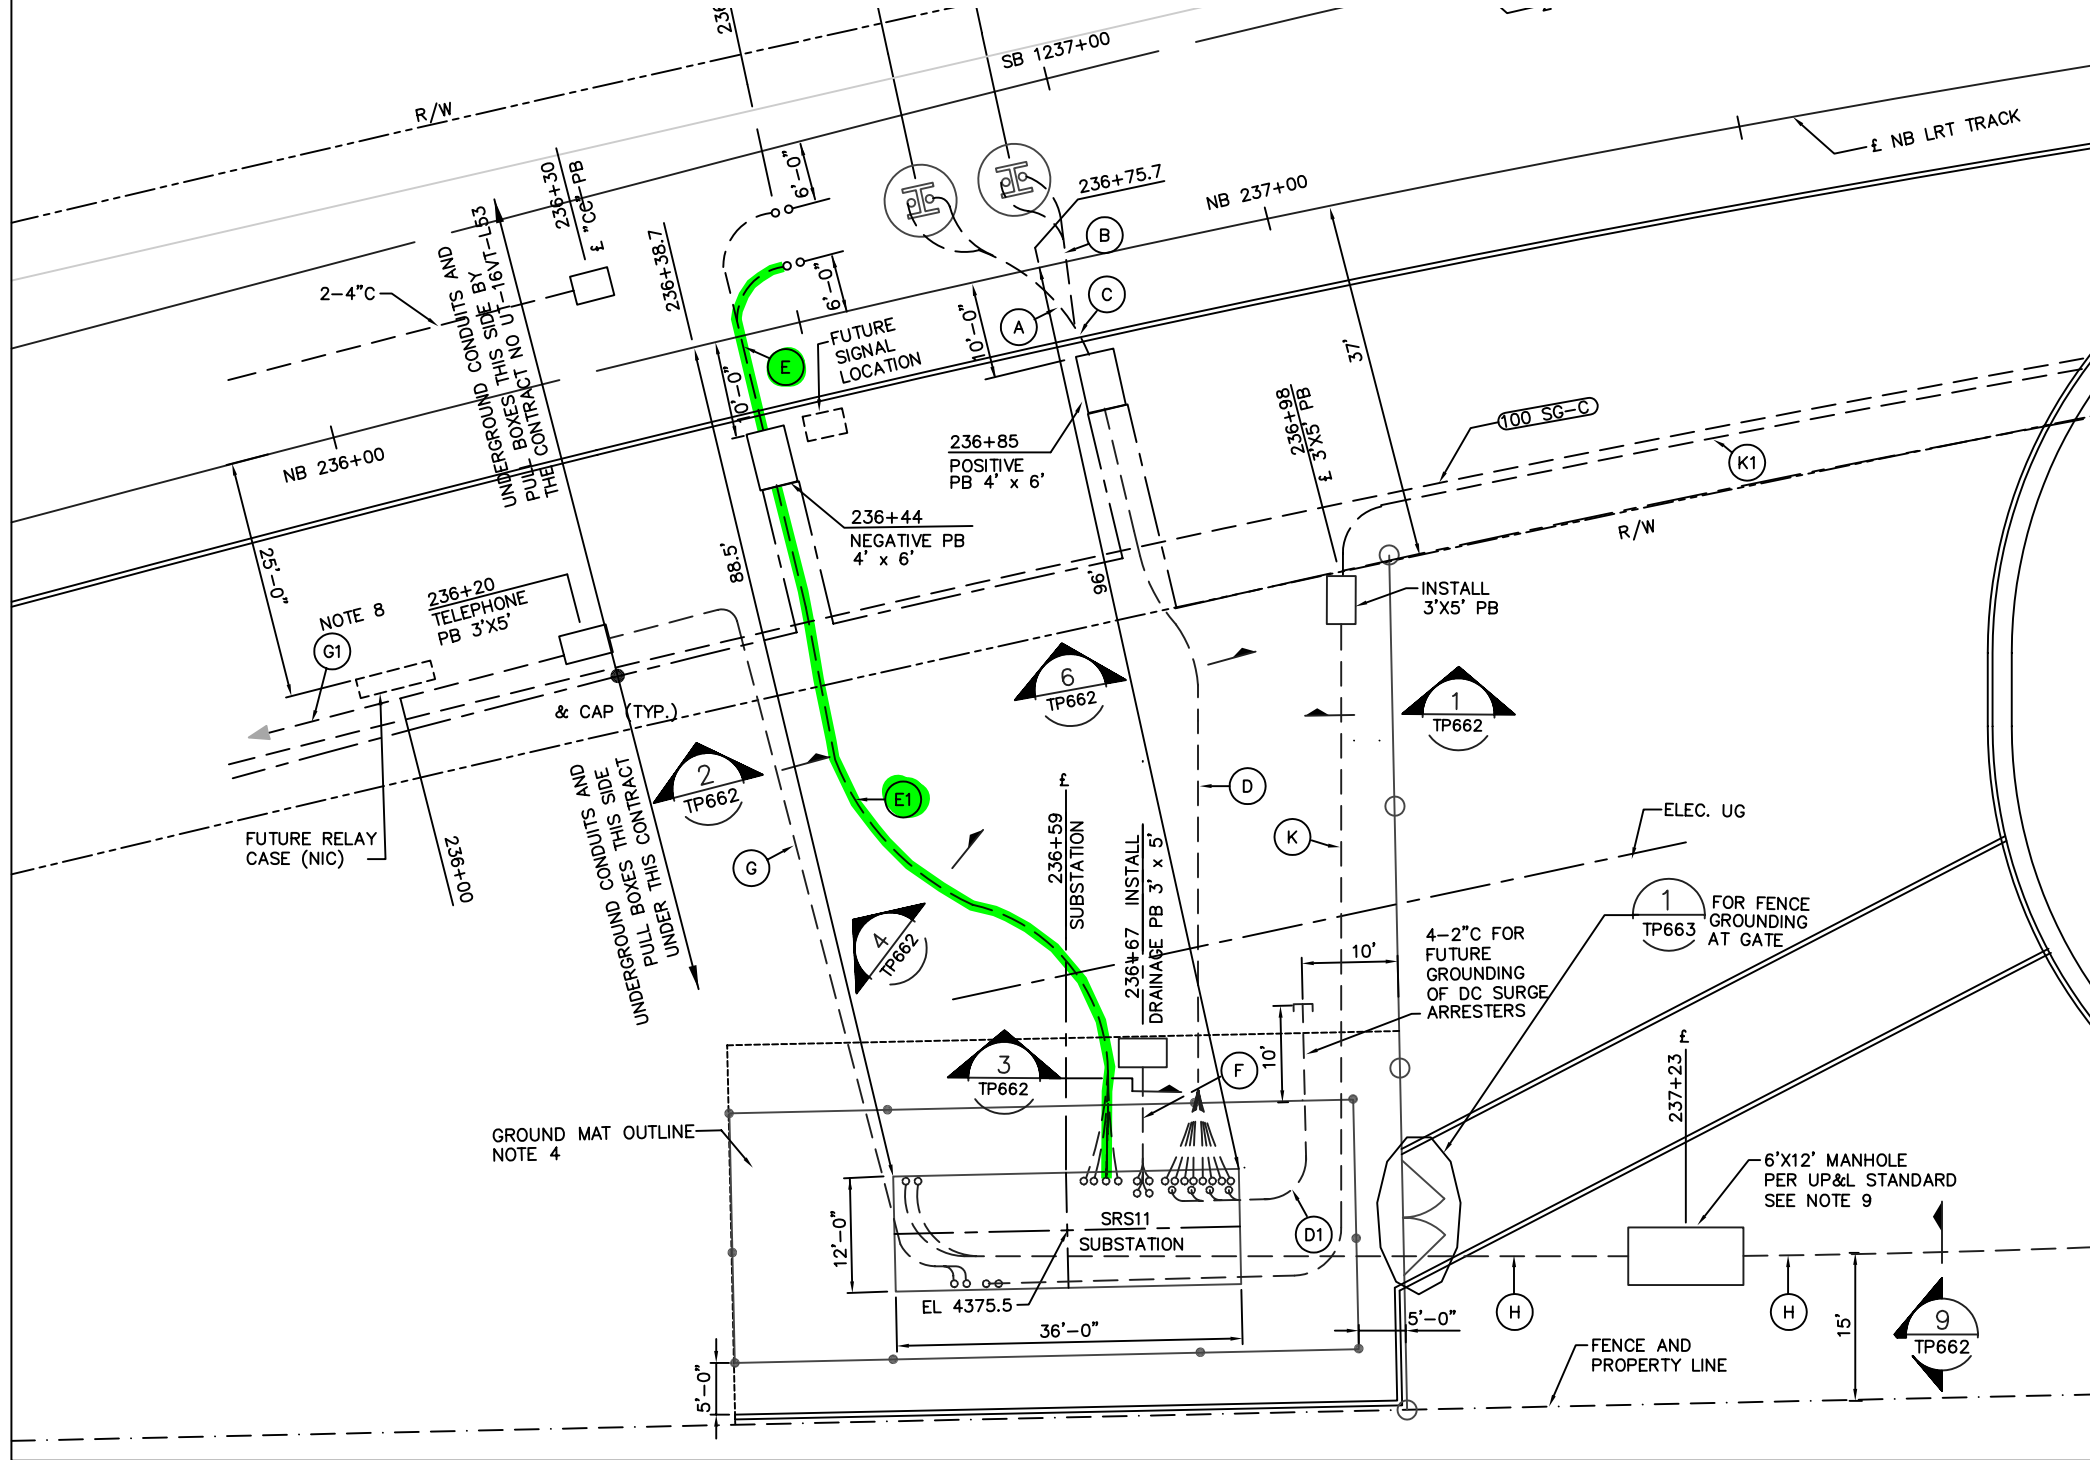 SB 1237+00
R/W
₤ NB LRT TRACK
236+30
₤ "CC" PB
6'-0"
236+75.7
NB 237+00
B
UNDERGROUND CONDUITS AND
PULL BOXES THIS SIDE BY
THE CONTRACT NO UT-16VT-L53
2-4"C
236+38.7
6'-0"
C
A
10'-0"
37'
FUTURE
SIGNAL
LOCATION
E
10'-0"
NB 236+00
236+98
₤ 3'X5' PB
100 SG-C
K1
236+85
POSITIVE
PB 4' x 6'
236+44
NEGATIVE PB
4' x 6'
R/W
25'-0"
88.5'
96'
NOTE 8
G1
236+20
TELEPHONE
PB 3'X5'
INSTALL
3'X5' PB
6
TP662
1
TP662
& CAP (TYP.)
2
TP662
E1
D
K
G
FUTURE RELAY
CASE (NIC)
236+00
UNDERGROUND CONDUITS AND
PULL BOXES THIS SIDE
UNDER THIS CONTRACT
4
TP662
236+59 ₤
SUBSTATION
236+67 INSTALL
DRAINAGE PB 3' x 5'
ELEC. UG
1
TP663
FOR FENCE
GROUNDING
AT GATE
10'
4-2"C FOR
FUTURE
GROUNDING
OF DC SURGE
ARRESTERS
3
TP662
F
10'
237+23 ₤
GROUND MAT OUTLINE
NOTE 4
6'X12' MANHOLE
PER UP&L STANDARD
SEE NOTE 9
12'-0"
SRS11
SUBSTATION
D1
EL 4375.5
36'-0"
5'-0"
H
H
15'
9
TP662
FENCE AND
PROPERTY LINE
5'-0"